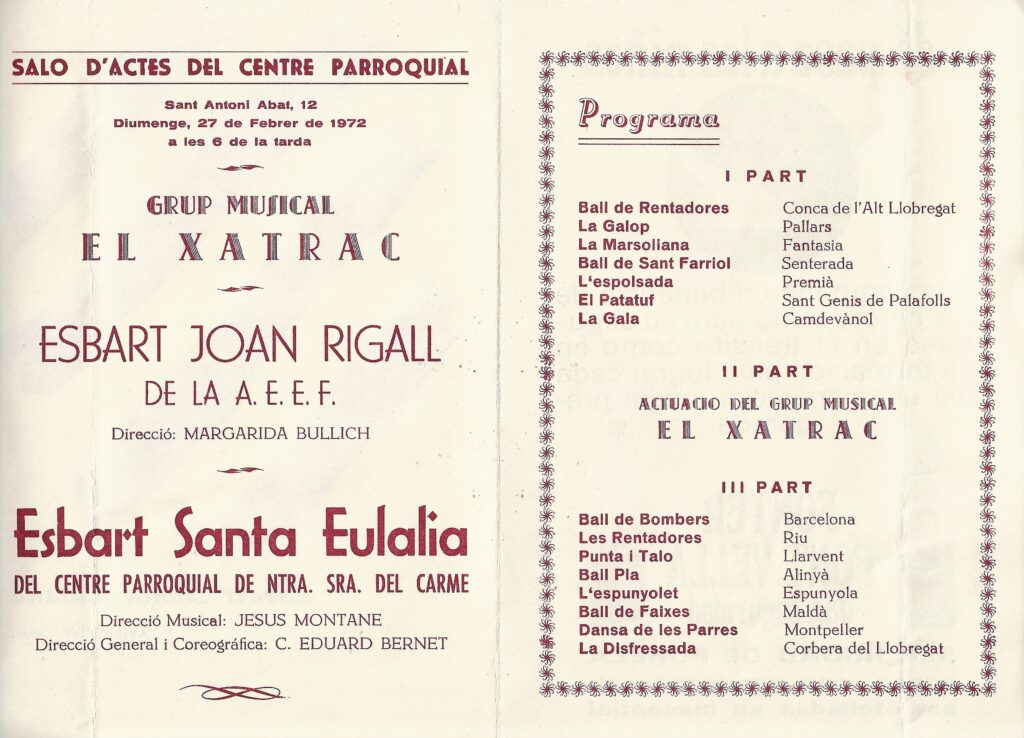 SALO D'ACTES DEL CENTRE PARROQUIAL
Sant Antoni Abat, 12
Diumenge, 27 de Febrer de 1972
a les 6 de la tarda
GRUP MUSICAL
EL XATRAC
ESBART JOAN RIGALL
DE LA A. E. E. F.
Direcció: MARGARIDA BULLICH
Esbart Santa Eulalia
DEL CENTRE PARROQUIAL DE NTRA. SRA. DEL CARME
Direcció Musical: JESUS MONTANE
Direcció General i Coreográfica: C. EDUARD BERNET
Programa
I PART
Ball de Rentadores Conca de l'Alt Llobregat
La Galop Pallars
La Marsoliana Fantasía
Ball de Sant Farriol Senterada
L'espolsada Premià
El Patatuf Sant Genis de Palafolls
La Gala Camdevànol
II PART
ACTUACIO DEL GRUP MUSICAL
EL XATRAC
III PART
Ball de Bombers Barcelona
Les Rentadores Riu
Punta i Talo Llarvent
Ball Pla Alinyà
L'espunyolet Espunyola
Ball de Faixes Maldà
Dansa de les Parres Montpeller
La Disfressada Corbera del Llobregat